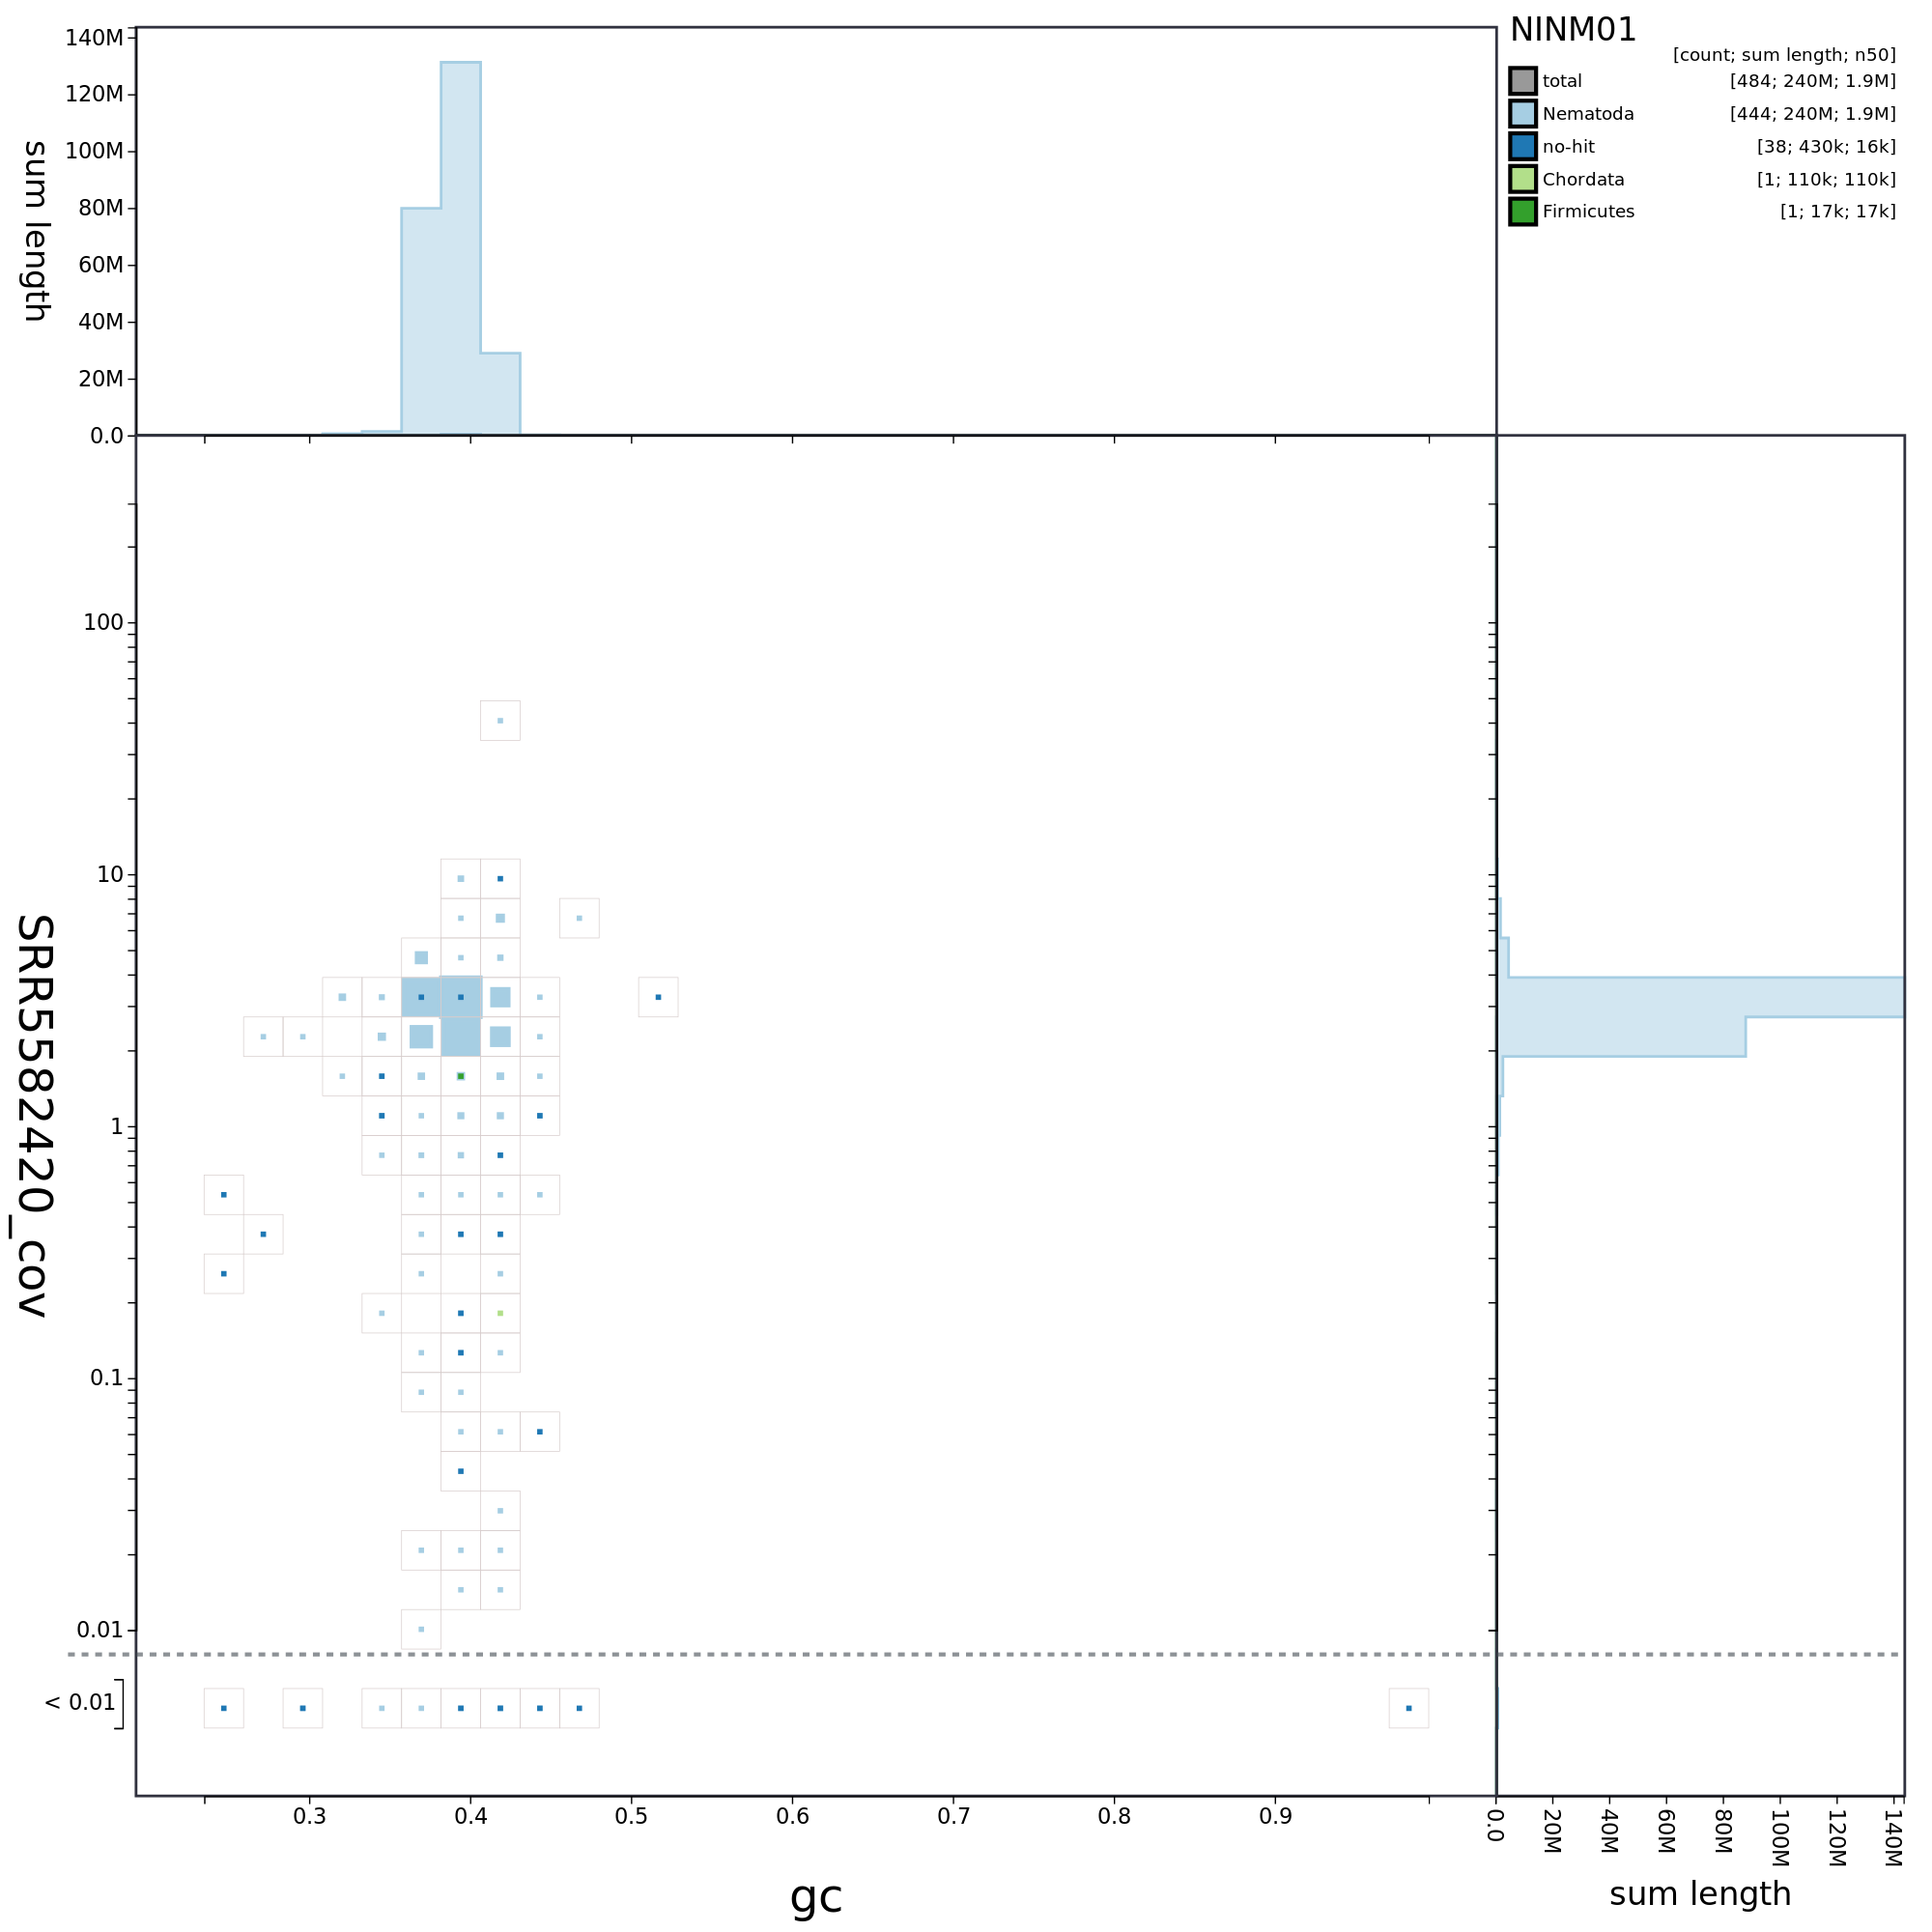 NINM01
[count; sum length; n50]
total [484; 240M; 1.9M]
Nematoda [444; 240M; 1.9M]
no-hit [38; 430k; 16k]
Chordata [1; 110k; 110k]
Firmicutes [1; 17k; 17k]
sum length
140M
120M
100M
80M
60M
40M
20M
0.0
SRR5582420_cov
100
10
1
0.1
0.01
< 0.01
0.3 0.4 0.5 0.6 0.7 0.8 0.9
gc
0.0 20M 40M 60M 80M 100M 120M 140M
sum length